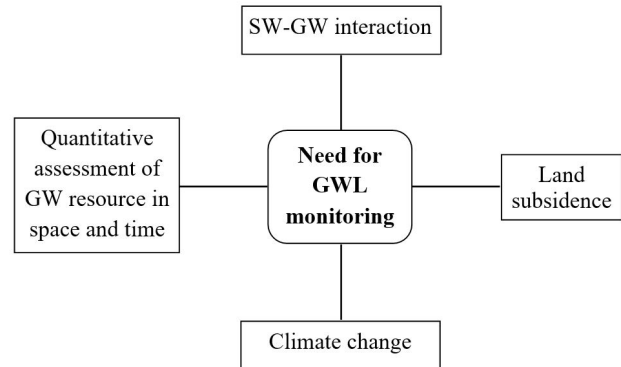 SW-GW interaction
Quantitative
assessment of
GW resource in
space and time
Need for
GWL
monitoring
Land
subsidence
Climate change